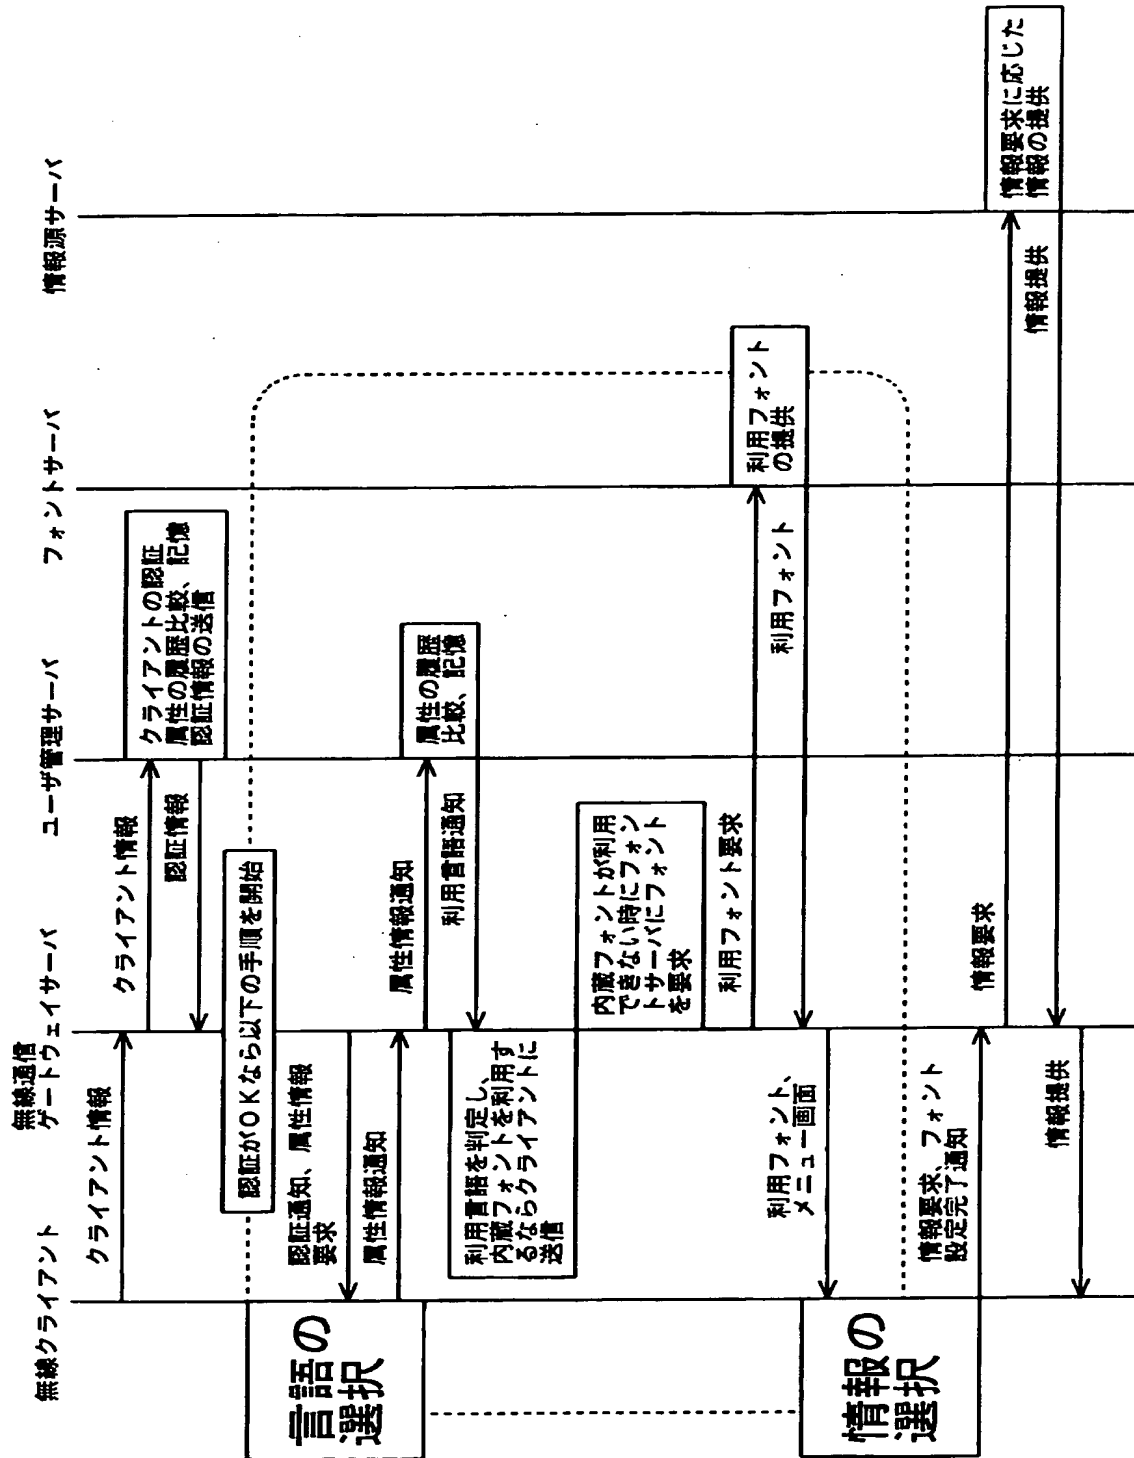 無線クライアント
無線通信
ゲートウェイサーバ
ユーザ管理サーバ
フォントサーバ
情報源サーバ
クライアント情報
クライアント情報
クライアントの認証
属性の履歴比較、記憶
認証情報の送信
認証情報
認証がOKなら以下の手順を開始
言語の
選択
認証通知、属性情報
要求
属性情報通知
属性情報通知
属性の履歴
比較、記憶
利用言語通知
利用言語を判定し、
内蔵フォントを利用す
るならクライアントに
送信
内蔵フォントが利用
できない時にフォン
トサーバにフォント
を要求
利用フォント要求
利用フォント
の提供
利用フォント
利用フォント、
メニュー画面
情報の
選択
情報要求、フォント
設定完了通知
情報要求
情報要求に応じた
情報の提供
情報提供
情報提供